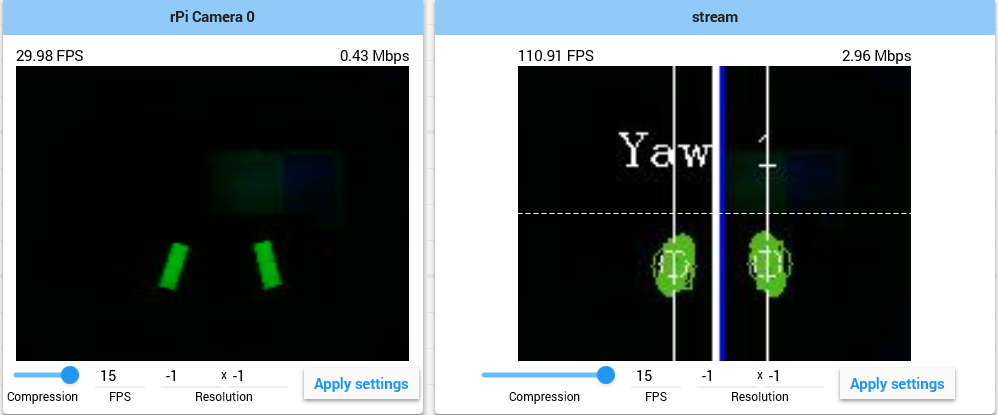 rPi Camera 0
29.98 FPS 0.43 Mbps
15 -1 x -1
Compression FPS Resolution Apply settings
stream
110.91 FPS 2.96 Mbps
Yaw
15 -1 x -1
Compression FPS Resolution Apply settings